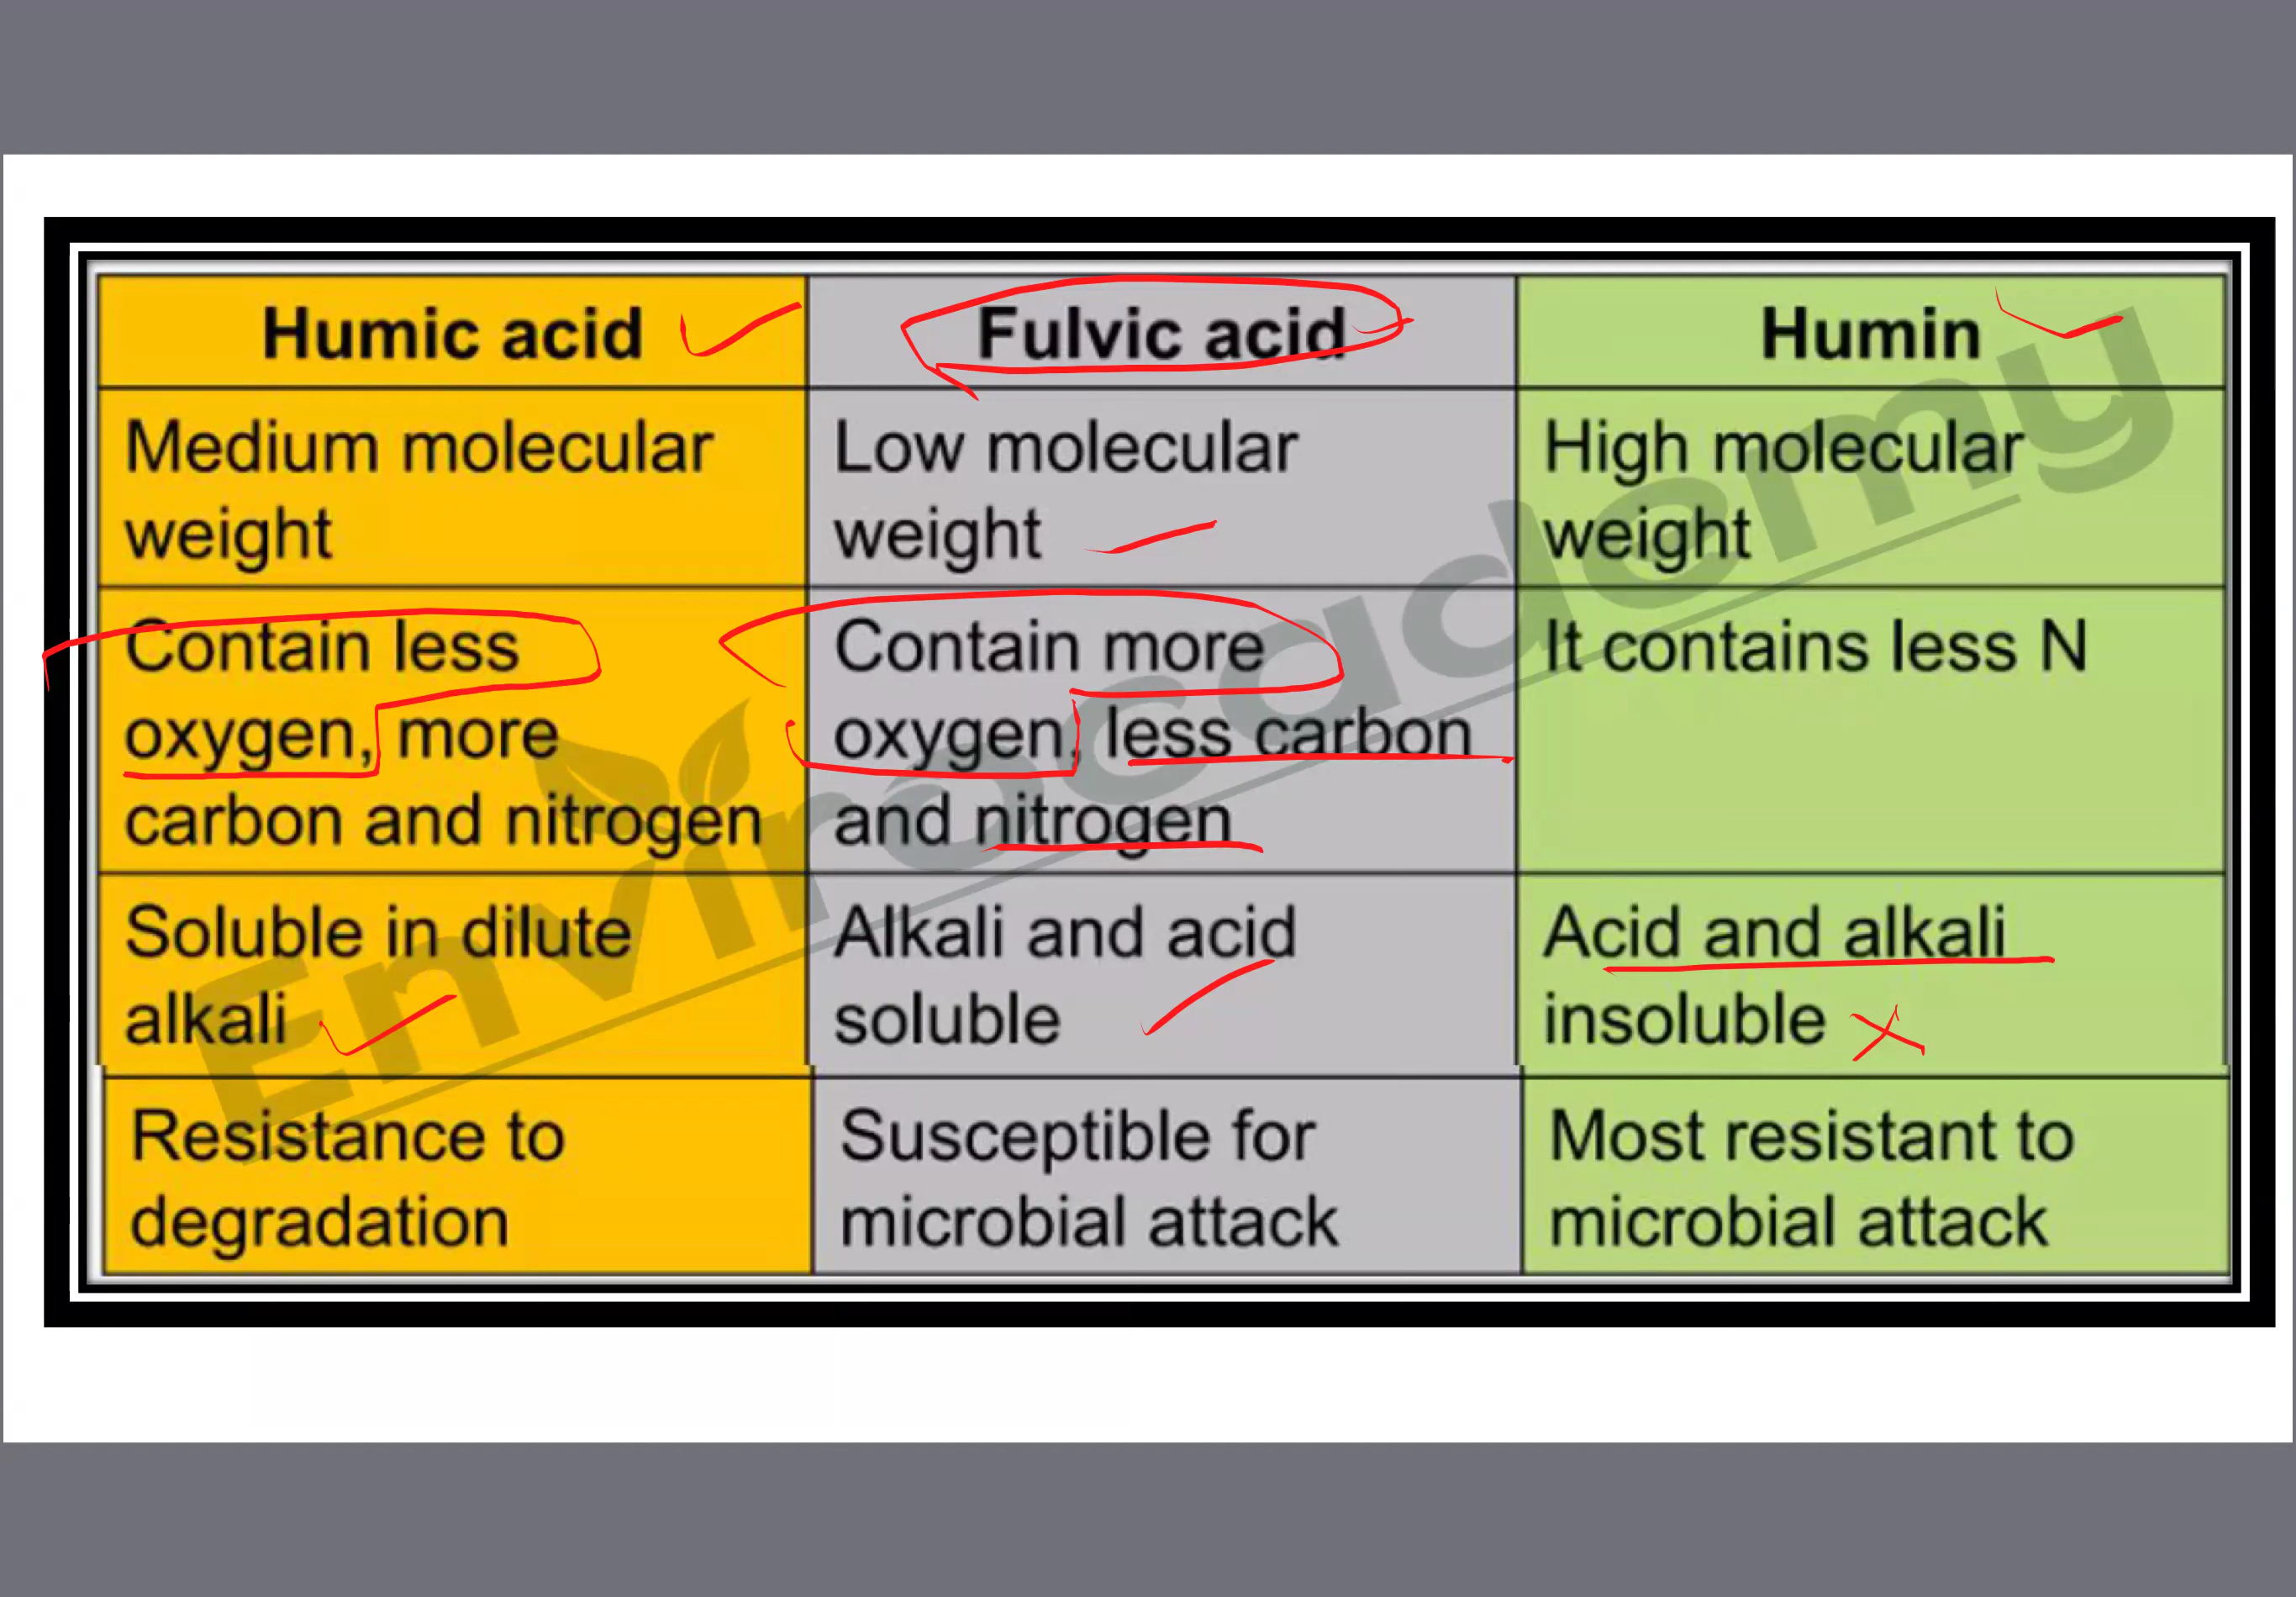 Humic acid
Fulvic acid
Humin
Medium molecular
weight
Low molecular
weight
High molecular
weight
Contain less
oxygen, more
carbon and nitrogen
Contain more
oxygen, less carbon
and nitrogen
It contains less N
Soluble in dilute
alkali
Alkali and acid
soluble
Acid and alkali
insoluble
Resistance to
degradation
Susceptible for
microbial attack
Most resistant to
microbial attack
Envirocadomy